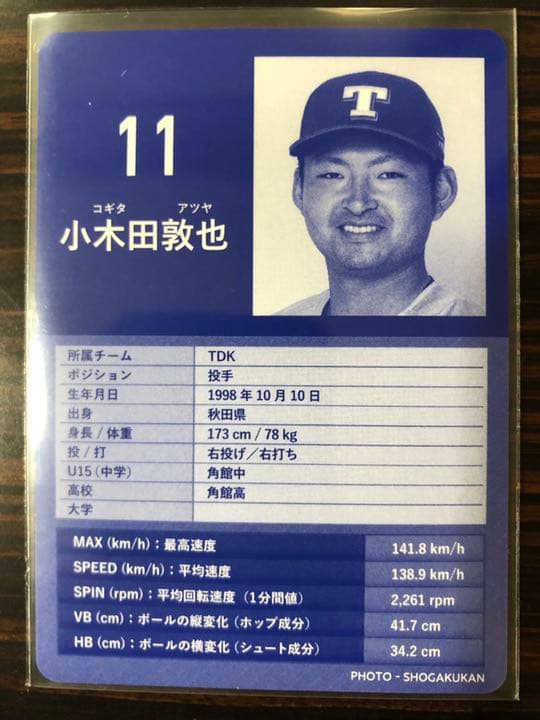 11
T
コギタ アツヤ
小木田敦也
所属チーム TDK
ポジション 投手
生年月日 1998年10月10日
出身 秋田県
身長 / 体重 173 cm / 78 kg
投 / 打 右投げ／右打ち
U15 (中学) 角館中
高校 角館高
大学
MAX (km/h)：最高速度 141.8 km/h
SPEED (km/h)：平均速度 138.9 km/h
SPIN (rpm)：平均回転速度（1分間値） 2,261 rpm
VB (cm)：ボールの縦変化（ホップ成分） 41.7 cm
HB (cm)：ボールの横変化（シュート成分） 34.2 cm
PHOTO - SHOGAKUKAN